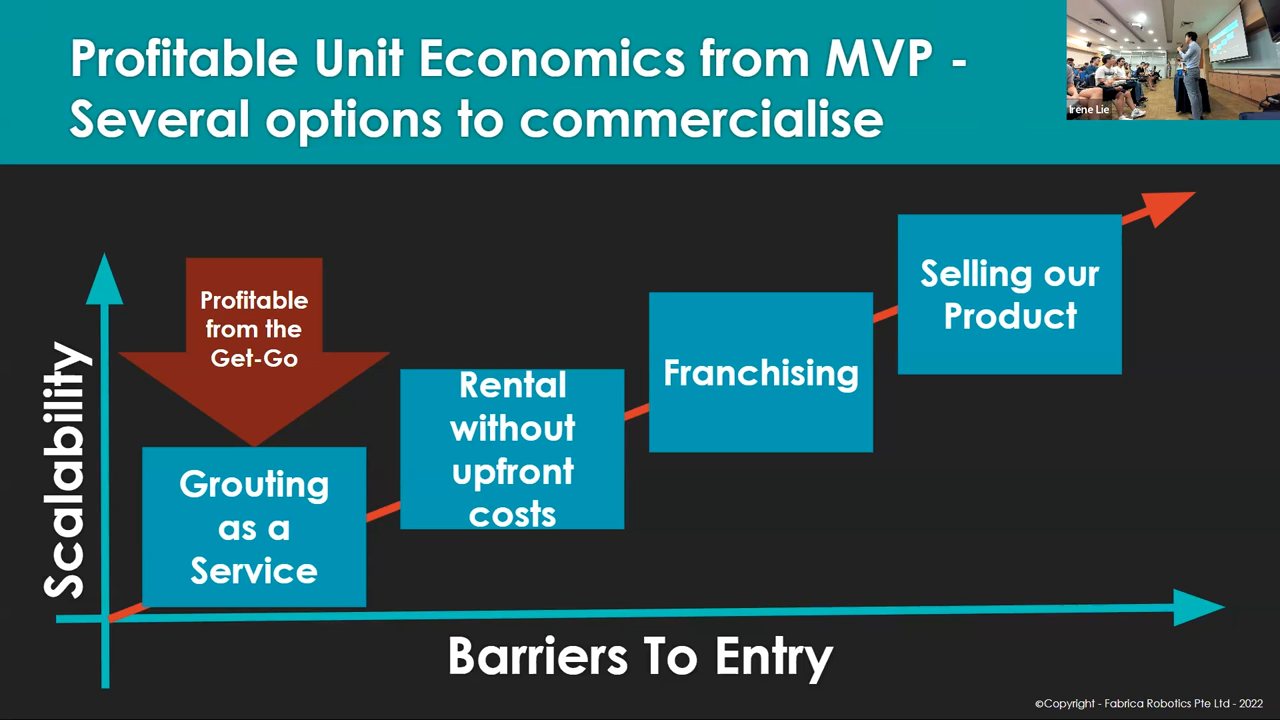 Profitable Unit Economics from MVP -
Several options to commercialise
Irene Lie
Profitable
from the
Get-Go
Selling our
Product
Franchising
Rental
without
upfront
costs
Grouting
as a
Service
Scalability
Barriers To Entry
©Copyright - Fabrica Robotics Pte Ltd - 2022